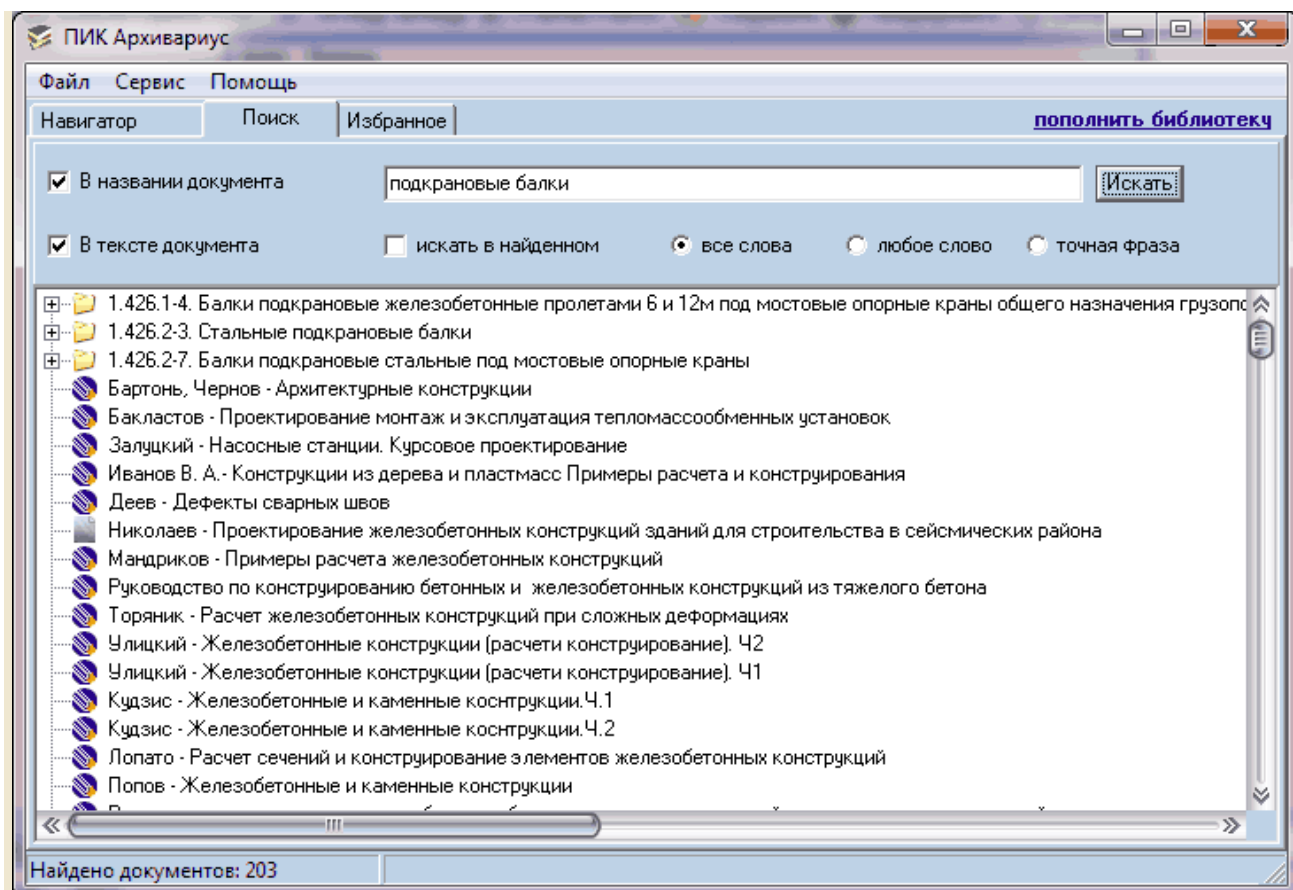 ПИК Архивариус
Файл Сервис Помощь
Навигатор Поиск Избранное пополнить библиотеку
В названии документа подкрановые балки Искать
В тексте документа искать в найденном все слова любое слово точная фраза
1.426.1-4. Балки подкрановые железобетонные пролетами 6 и 12м под мостовые опорные краны общего назначения грузопо
1.426.2-3. Стальные подкрановые балки
1.426.2-7. Балки подкрановые стальные под мостовые опорные краны
Бартонь, Чернов - Архитектурные конструкции
Бакластов - Проектирование монтаж и эксплуатация тепломассообменных установок
Залуцкий - Насосные станции. Курсовое проектирование
Иванов В. А.- Конструкции из дерева и пластмасс Примеры расчета и конструирования
Деев - Дефекты сварных швов
Николаев - Проектирование железобетонных конструкций зданий для строительства в сейсмических района
Мандриков - Примеры расчета железобетонных конструкций
Руководство по конструированию бетонных и  железобетонных конструкций из тяжелого бетона
Торяник - Расчет железобетонных конструкций при сложных деформациях
Улицкий - Железобетонные конструкции (расчети конструирование). Ч2
Улицкий - Железобетонные конструкции (расчети конструирование). Ч1
Кудзис - Железобетонные и каменные коснтрукции.Ч.1
Кудзис - Железобетонные и каменные коснтрукции.Ч.2
Лопато - Расчет сечений и конструирование элементов железобетонных конструкций
Попов - Железобетонные и каменные конструкции
Найдено документов: 203